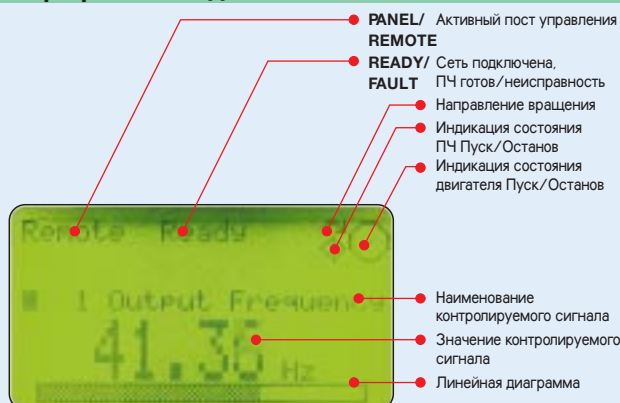 PANEL/ Активный пост управления
REMOTE
READY/ Сеть подключена,
FAULT ПЧ готов/неисправность
Направление вращения
Индикация состояния
ПЧ Пуск/Останов
Индикация состояния
двигателя Пуск/Останов
Remote Ready
1 Output Frequency
41.36 Hz
Наименование
контролируемого сигнала
Значение контролируемого
сигнала
Линейная диаграмма